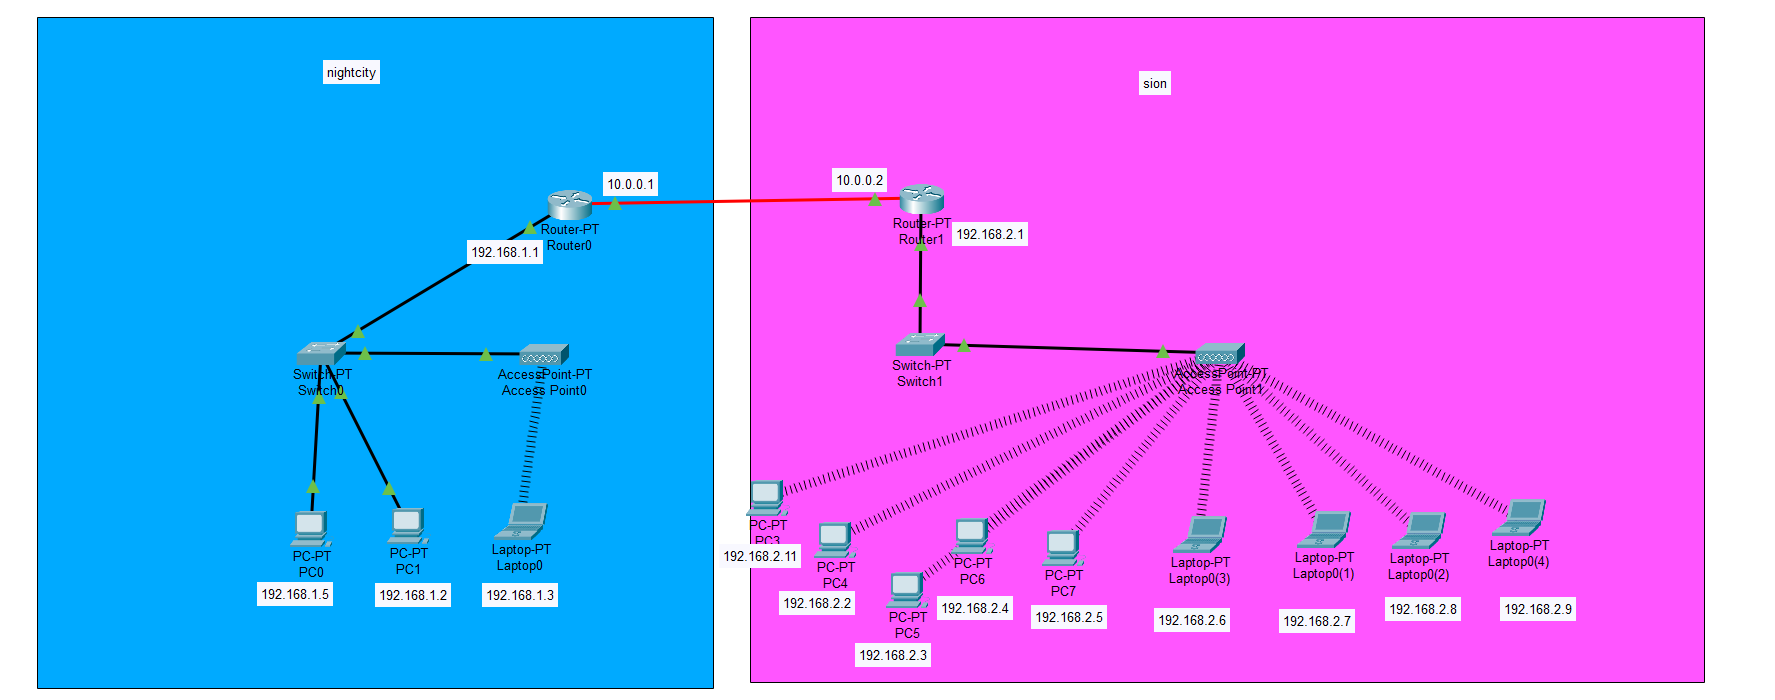 nightcity
sion
10.0.0.1
Router-PT
Router0
192.168.1.1
10.0.0.2
Router-PT
Router1
192.168.2.1
Switch-PT
Switch0
AccessPoint-PT
Access Point0
Switch-PT
Switch1
AccessPoint-PT
Access Point1
PC-PT
PC0
192.168.1.5
PC-PT
PC1
192.168.1.2
Laptop-PT
Laptop0
192.168.1.3
PC-PT
PC3
192.168.2.11
PC-PT
PC4
192.168.2.2
PC-PT
PC5
192.168.2.3
PC-PT
PC6
192.168.2.4
PC-PT
PC7
192.168.2.5
Laptop-PT
Laptop0(3)
192.168.2.6
Laptop-PT
Laptop0(1)
192.168.2.7
Laptop-PT
Laptop0(2)
192.168.2.8
Laptop-PT
Laptop0(4)
192.168.2.9